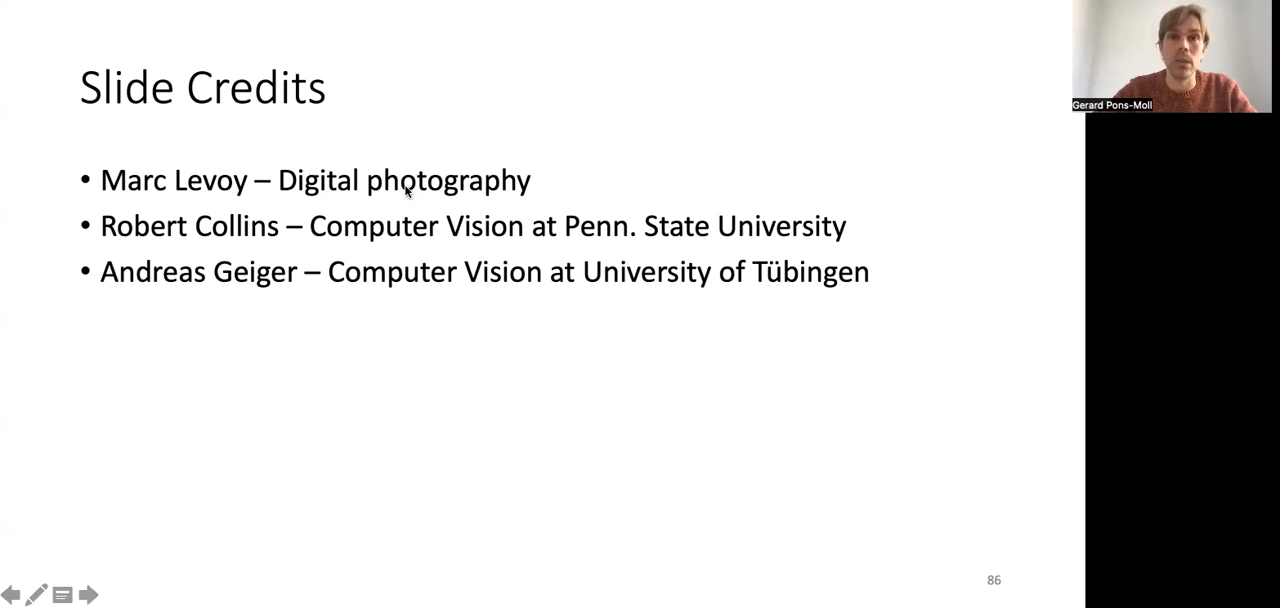 Slide Credits
• Marc Levoy – Digital photography
• Robert Collins – Computer Vision at Penn. State University
• Andreas Geiger – Computer Vision at University of Tübingen
86
Gerard Pons-Moll